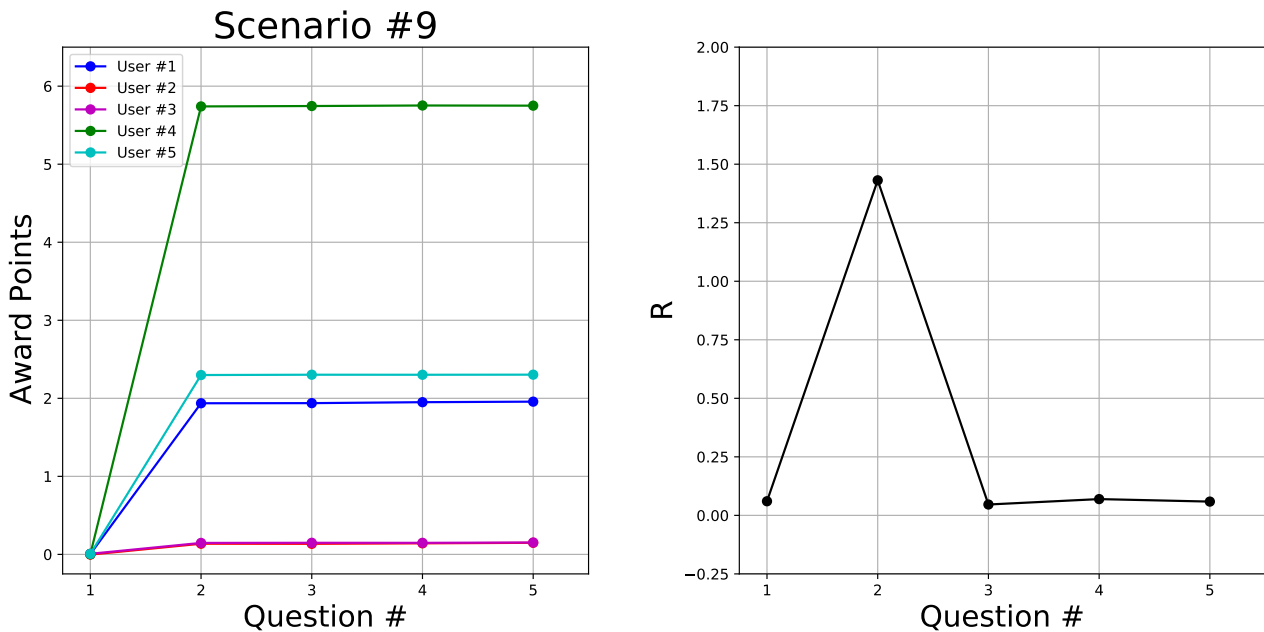 Scenario #9
User #1
User #2
User #3
User #4
User #5
6
5
4
3
2
1
0
Award Points
1 2 3 4 5
Question #
2.00
1.75
1.50
1.25
1.00
0.75
0.50
0.25
0.00
−0.25
R
1 2 3 4 5
Question #